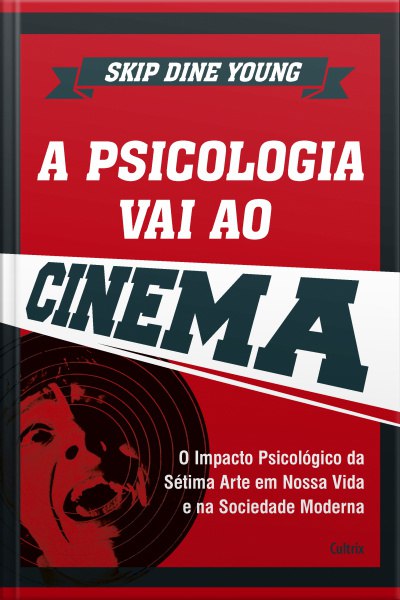 SKIP DINE YOUNG
A PSICOLOGIA
VAI AO
CINEMA
O Impacto Psicológico da
Sétima Arte em Nossa Vida
e na Sociedade Moderna
Cultrix